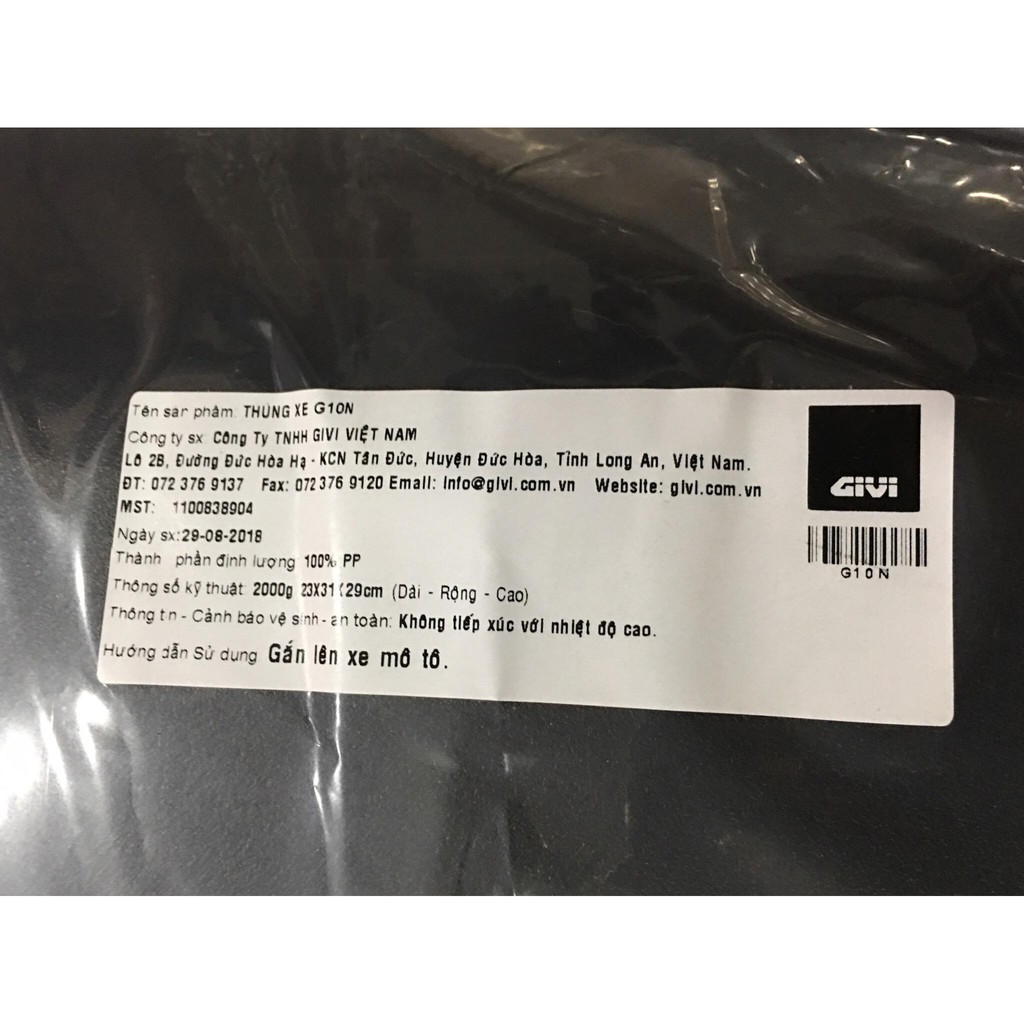 Tên sản phẩm: THÙNG XE G10N
Công ty sx: Công Ty TNHH GIVI VIỆT NAM
Lô 2B, Đường Đức Hòa Hạ - KCN Tân Đức, Huyện Đức Hòa, Tỉnh Long An, Việt Nam.
ĐT: 072 376 9137 Fax: 072 376 9120 Email: Info@givi.com.vn Website: givi.com.vn
MST: 1100838904
Ngày sx:29-08-2018
Thành phần định lượng 100% PP
Thông số kỹ thuật: 2000g 23X31X29cm (Dài - Rộng - Cao)
Thông tin - Cảnh báo vệ sinh - an toàn: Không tiếp xúc với nhiệt độ cao.
Hướng dẫn Sử dụng Gắn lên xe mô tô.
GIVI
G10N